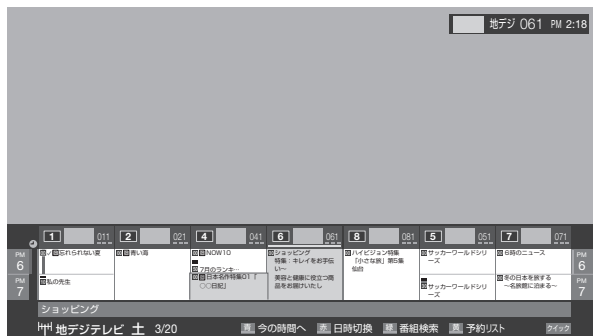 地デジ 061 PM 2:18
1 011 2 021 4 041 6 061 8 081 5 051 7 071
PM 6
忘れられない夏
私の先生
青い海
NOW10
7月のランキ…
日本名作特集01「
○○日記」
ショッピング
特集:キレイをお手伝
い〜
美容と健康に役立つ商
品をお届けいたし
ハイビジョン特集
「小さな旅」第5集
仙台
サッカーワールドシリ
ーズ
サッカーワールドシリ
ーズ
6時のニュース
冬の日本を旅する
〜名旅館に泊まる〜
PM 6
PM 7
PM 7
ショッピング
地デジテレビ 土 3/20 青 今の時間へ 赤 日時切換 緑 番組検索 黄 予約リスト クイック